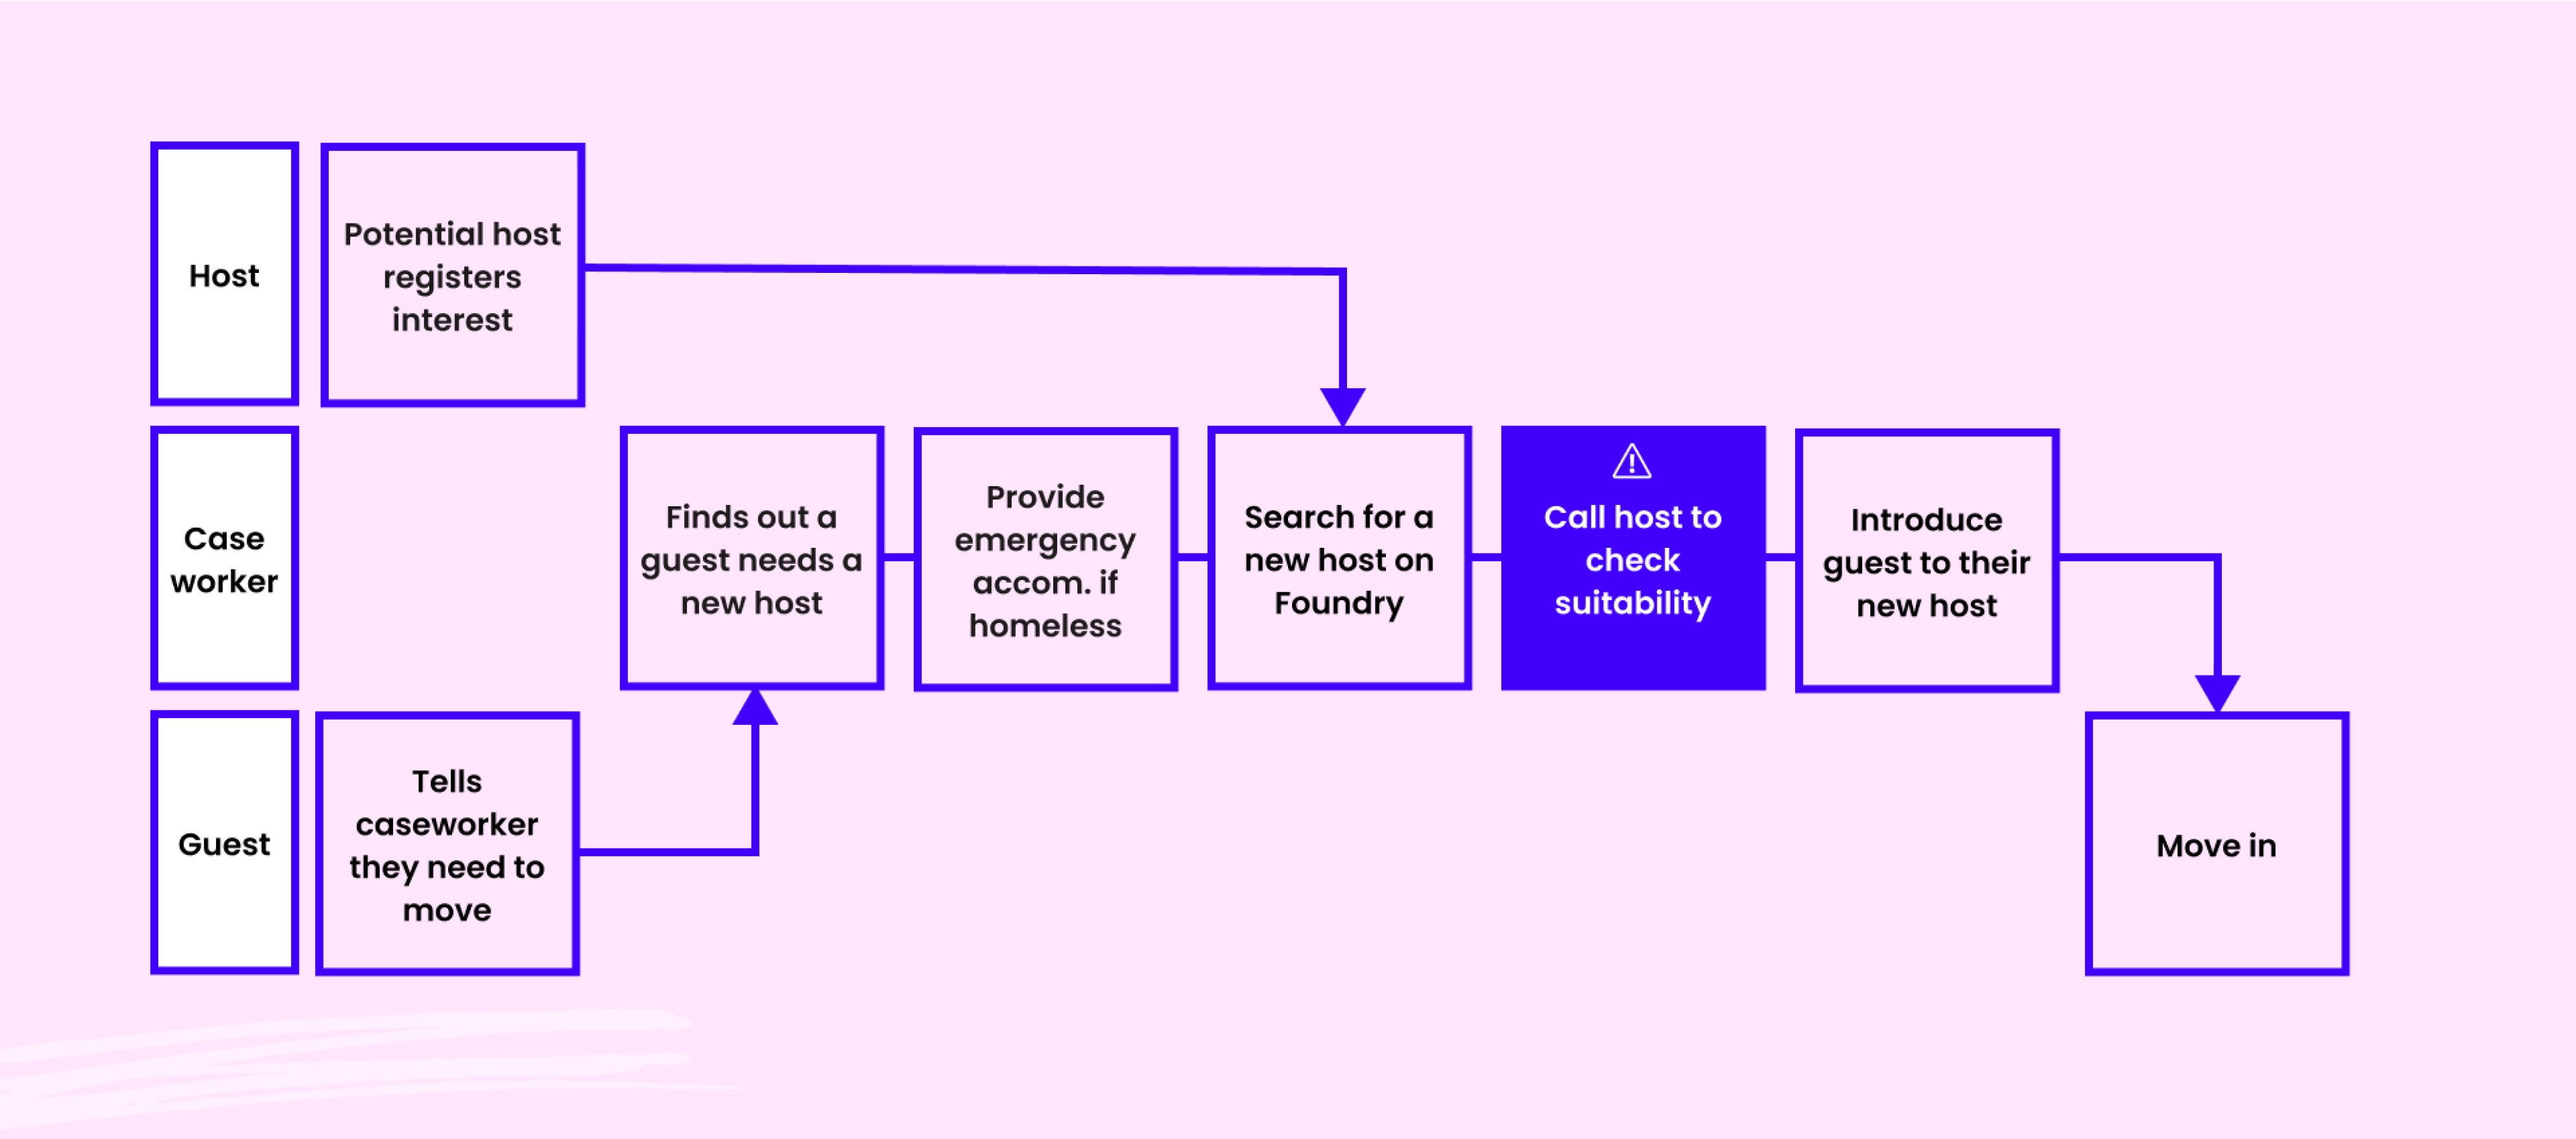 Host
Potential host
registers
interest
Case
worker
Finds out a
guest needs a
new host
Provide
emergency
accom. if
homeless
Search for a
new host on
Foundry
Call host to
check
suitability
Introduce
guest to their
new host
Guest
Tells
caseworker
they need to
move
Move in